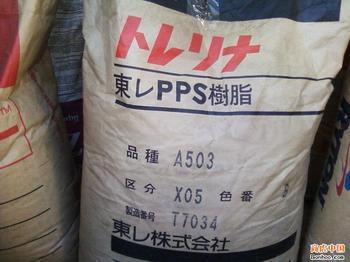 トレリナ
東レPPS樹脂
品種 A503
区分 X05 色番 B
製造番号 T7034
東レ株式会社